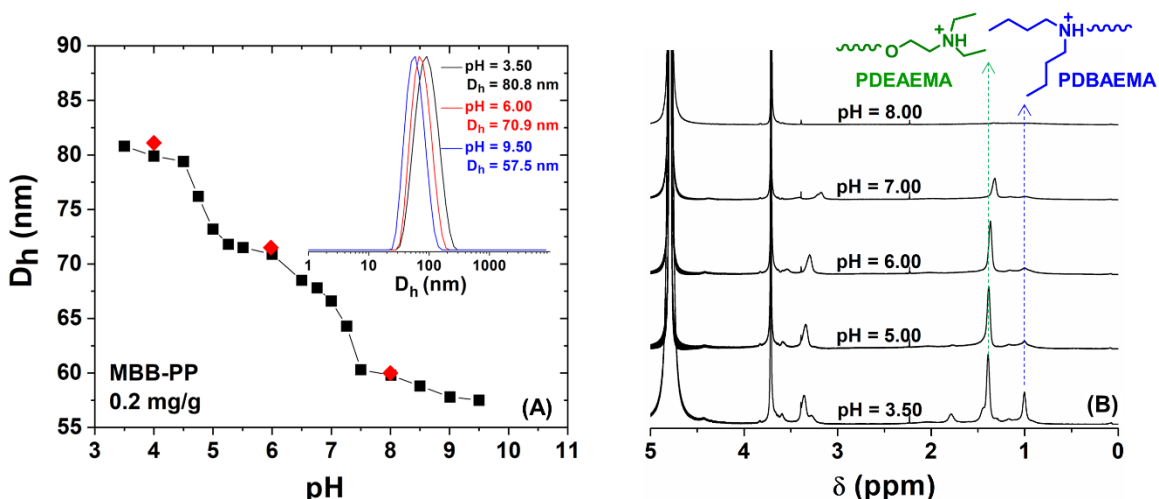 90
85
80
75
70
65
60
55
D_h (nm)
3 4 5 6 7 8 9 10 11
pH
MBB-PP
0.2 mg/g
(A)
pH = 3.50
D_h = 80.8 nm
pH = 6.00
D_h = 70.9 nm
pH = 9.50
D_h = 57.5 nm
1 10 100 1000
D_h (nm)
O
+
NH
PDEAEMA
+
NH
PDBAEMA
pH = 8.00
pH = 7.00
pH = 6.00
pH = 5.00
pH = 3.50
(B)
5 4 3 2 1 0
δ (ppm)